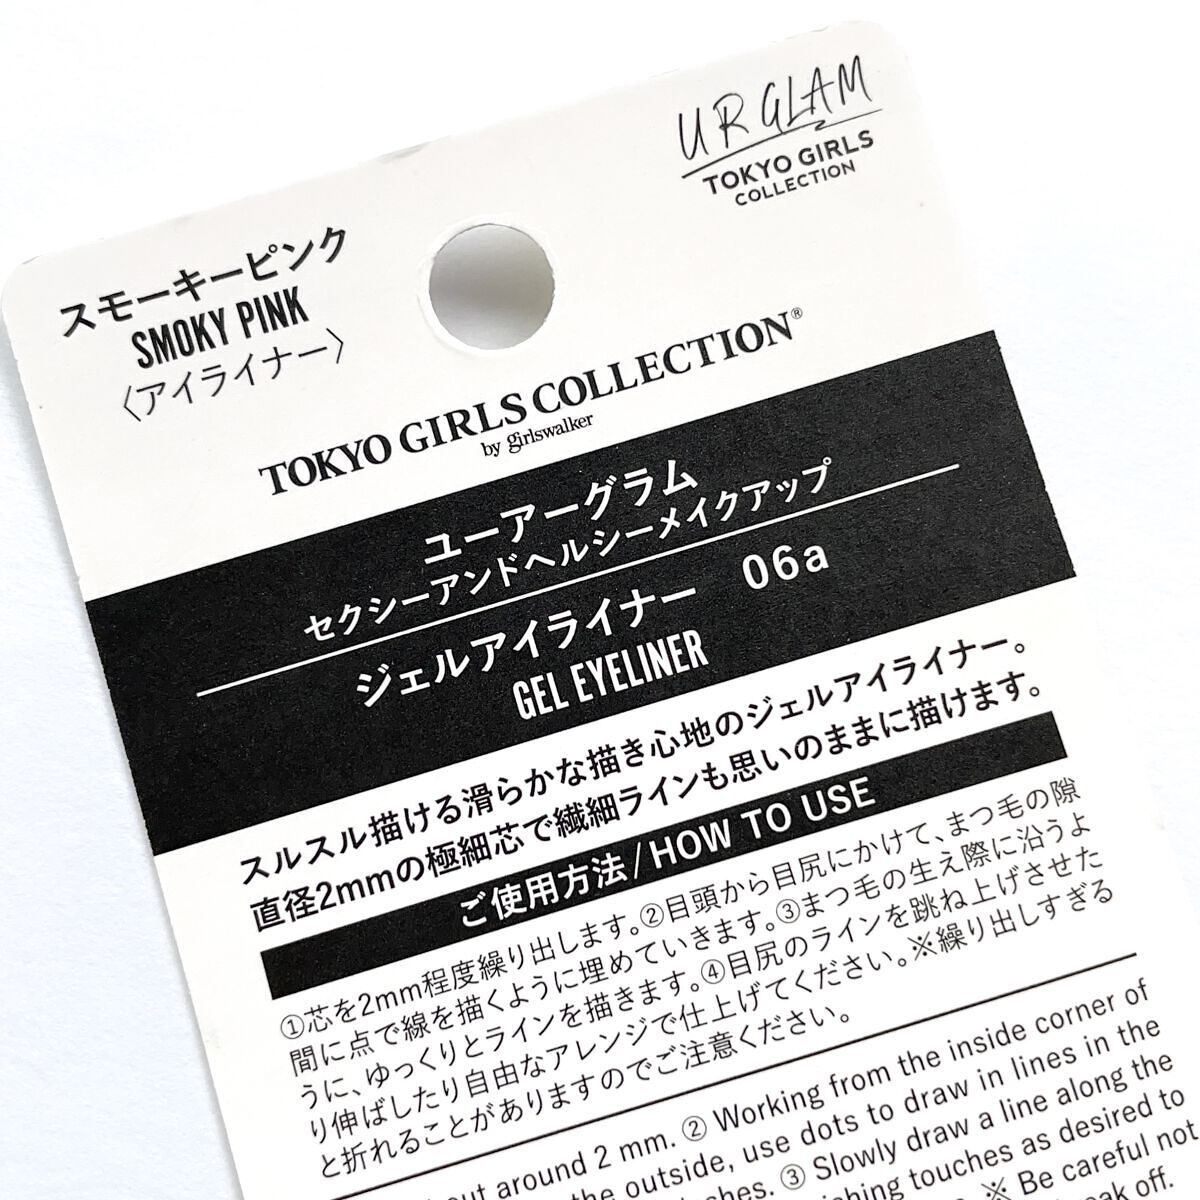 UR GLAM
TOKYO GIRLS
COLLECTION
スモーキーピンク
SMOKY PINK
〈アイライナー〉
TOKYO GIRLS COLLECTION®
by girlswalker
ユーアーグラム
セクシーアンドヘルシーメイクアップ
ジェルアイライナー 06a
GEL EYELINER
スルスル描ける滑らかな描き心地のジェルアイライナー。
直径2mmの極細芯で繊細ラインも思いのままに描けます。
ご使用方法/HOW TO USE
①芯を2mm程度繰り出します。②目頭から目尻にかけて、まつ毛の隙
間に点で線を描くように埋めていきます。③まつ毛の生え際に沿うよ
うに、ゆっくりとラインを描きます。④目尻のラインを跳ね上げさせた
り伸ばしたり自由なアレンジで仕上げてください。※繰り出しすぎる
と折れることがありますのでご注意ください。
out around 2 mm. ② Working from the inside corner of
the outside, use dots to draw in lines in the
③ Slowly draw a line along the
touches as desired to
※ Be careful not
off.